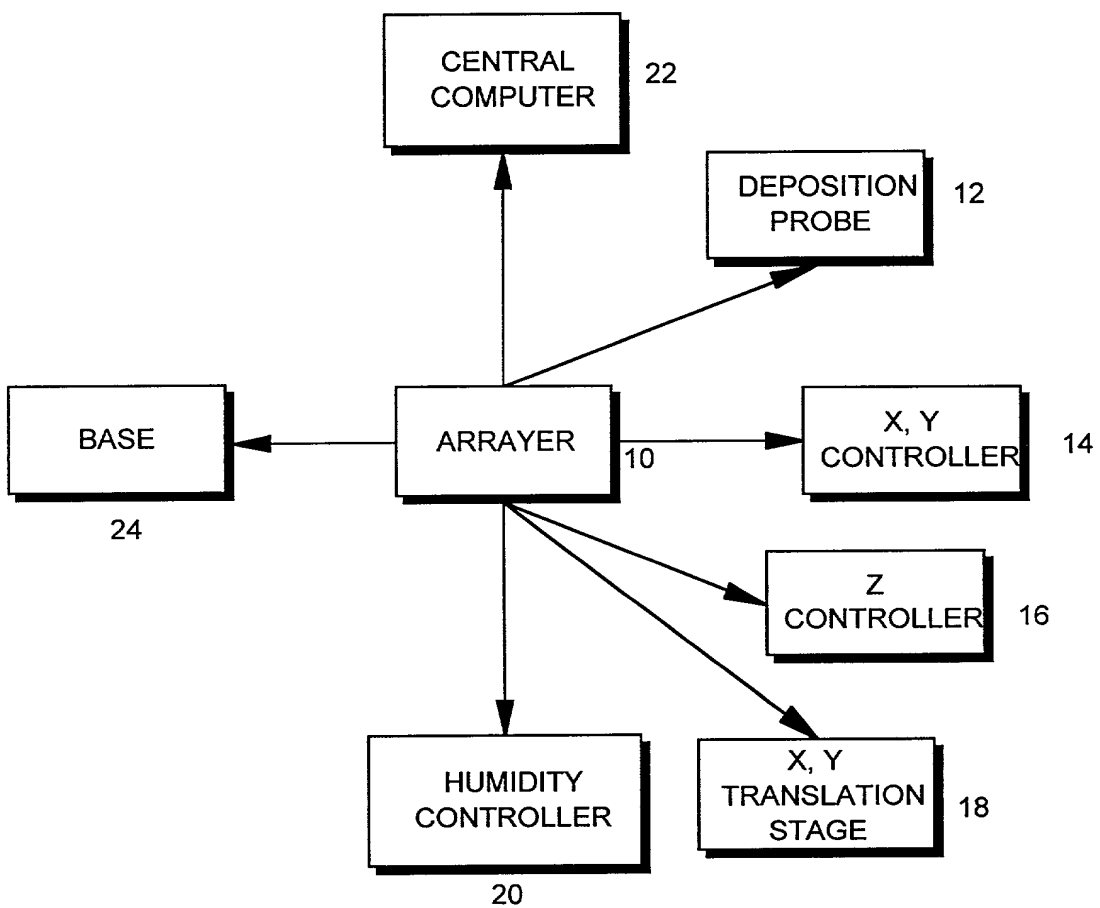 CENTRAL
COMPUTER
22
DEPOSITION
PROBE
12
BASE
24
ARRAYER
10
X, Y
CONTROLLER
14
Z
CONTROLLER
16
HUMIDITY
CONTROLLER
20
X, Y
TRANSLATION
STAGE
18